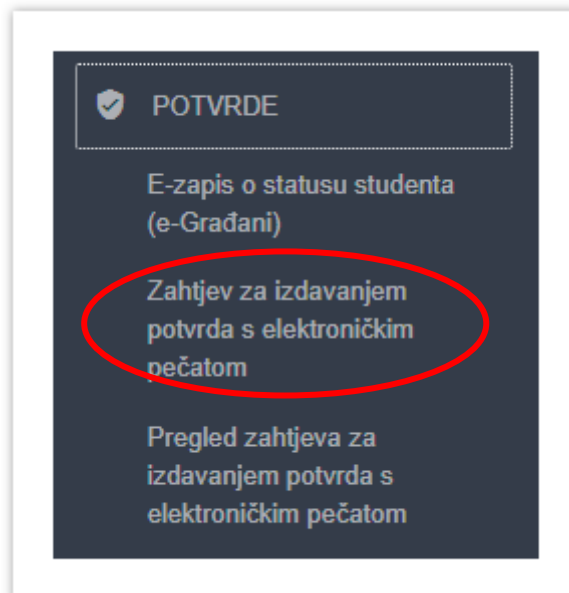 POTVRDE
E-zapis o statusu studenta
(e-Građani)
Zahtjev za izdavanjem
potvrda s elektroničkim
pečatom
Pregled zahtjeva za
izdavanjem potvrda s
elektroničkim pečatom